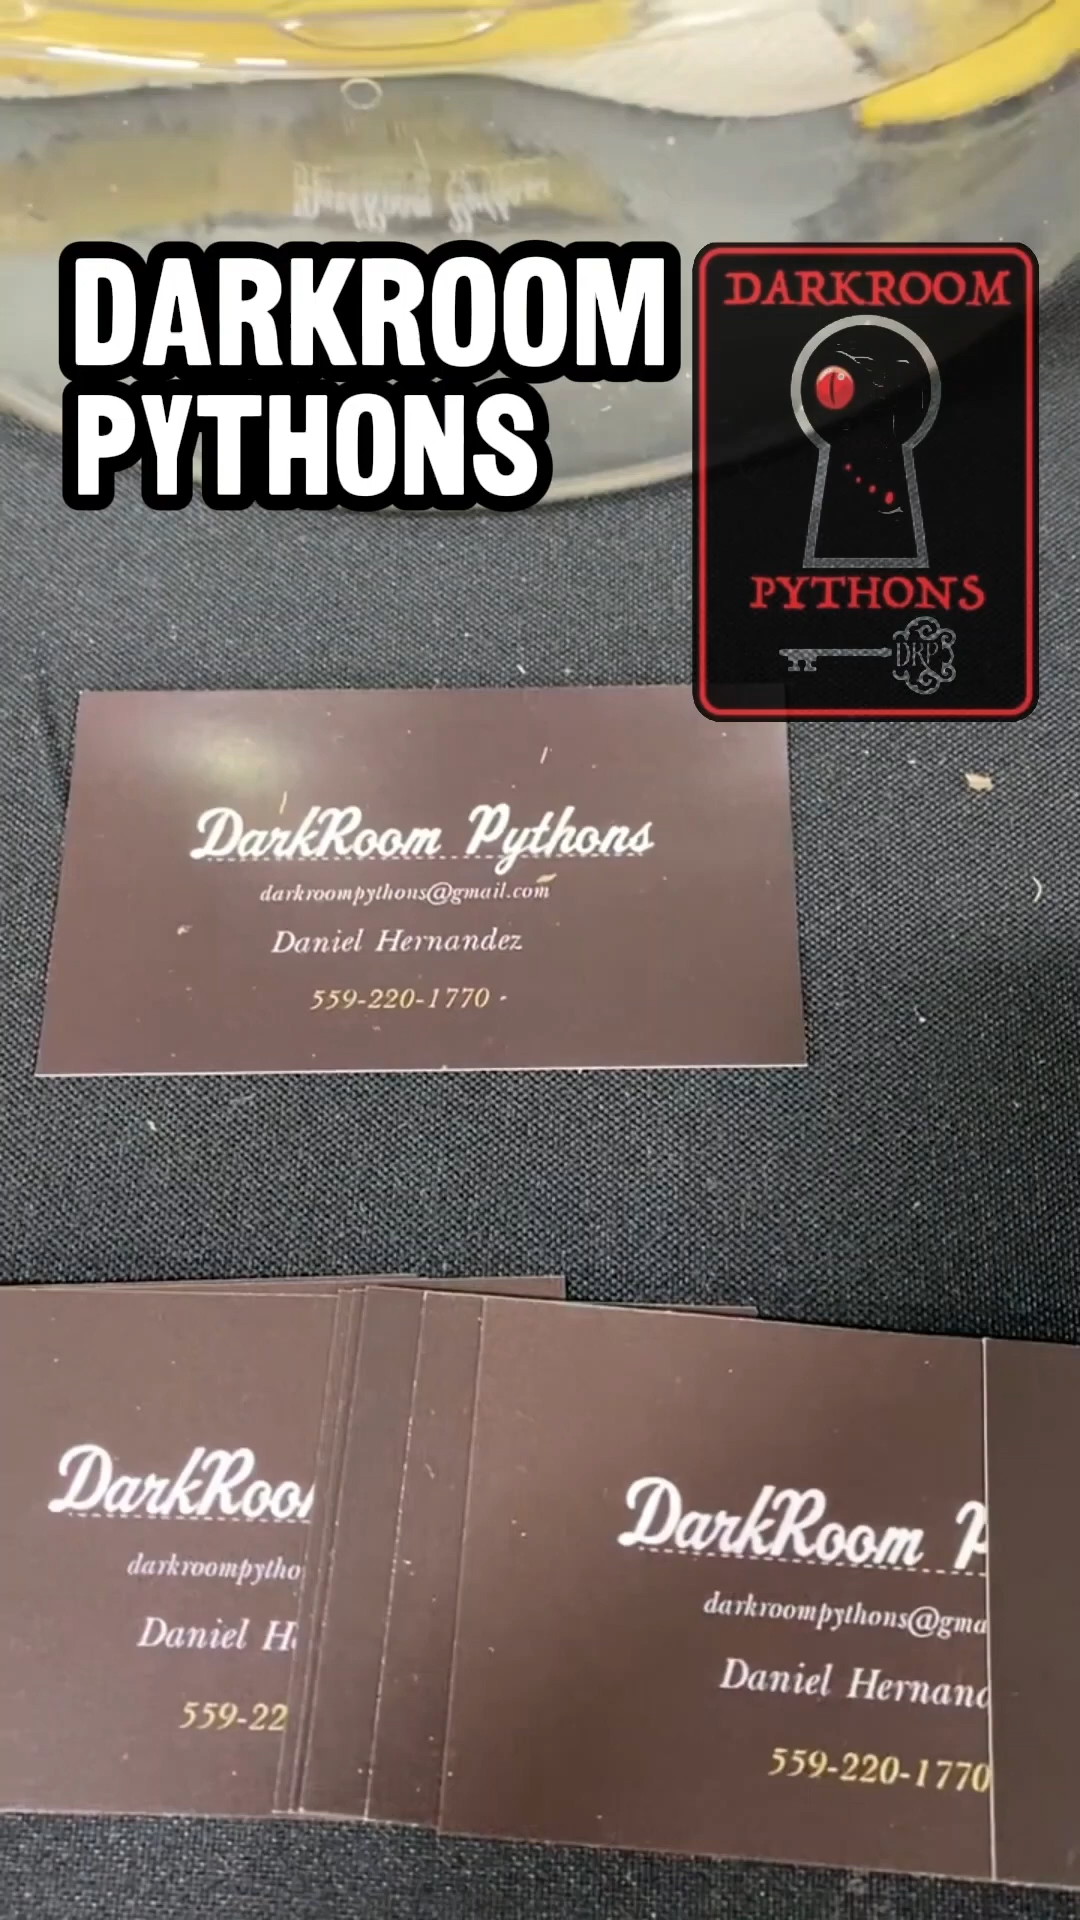 DARKROOM
PYTHONS
DARKROOM
PYTHONS
DRP
DarkRoom Pythons
darkroompythons@gmail.com
Daniel Hernandez
559-220-1770
DarkRoo
darkroompytho
Daniel H
559-22
DarkRoom P
darkroompythons@gma
Daniel Hernand
559-220-1770